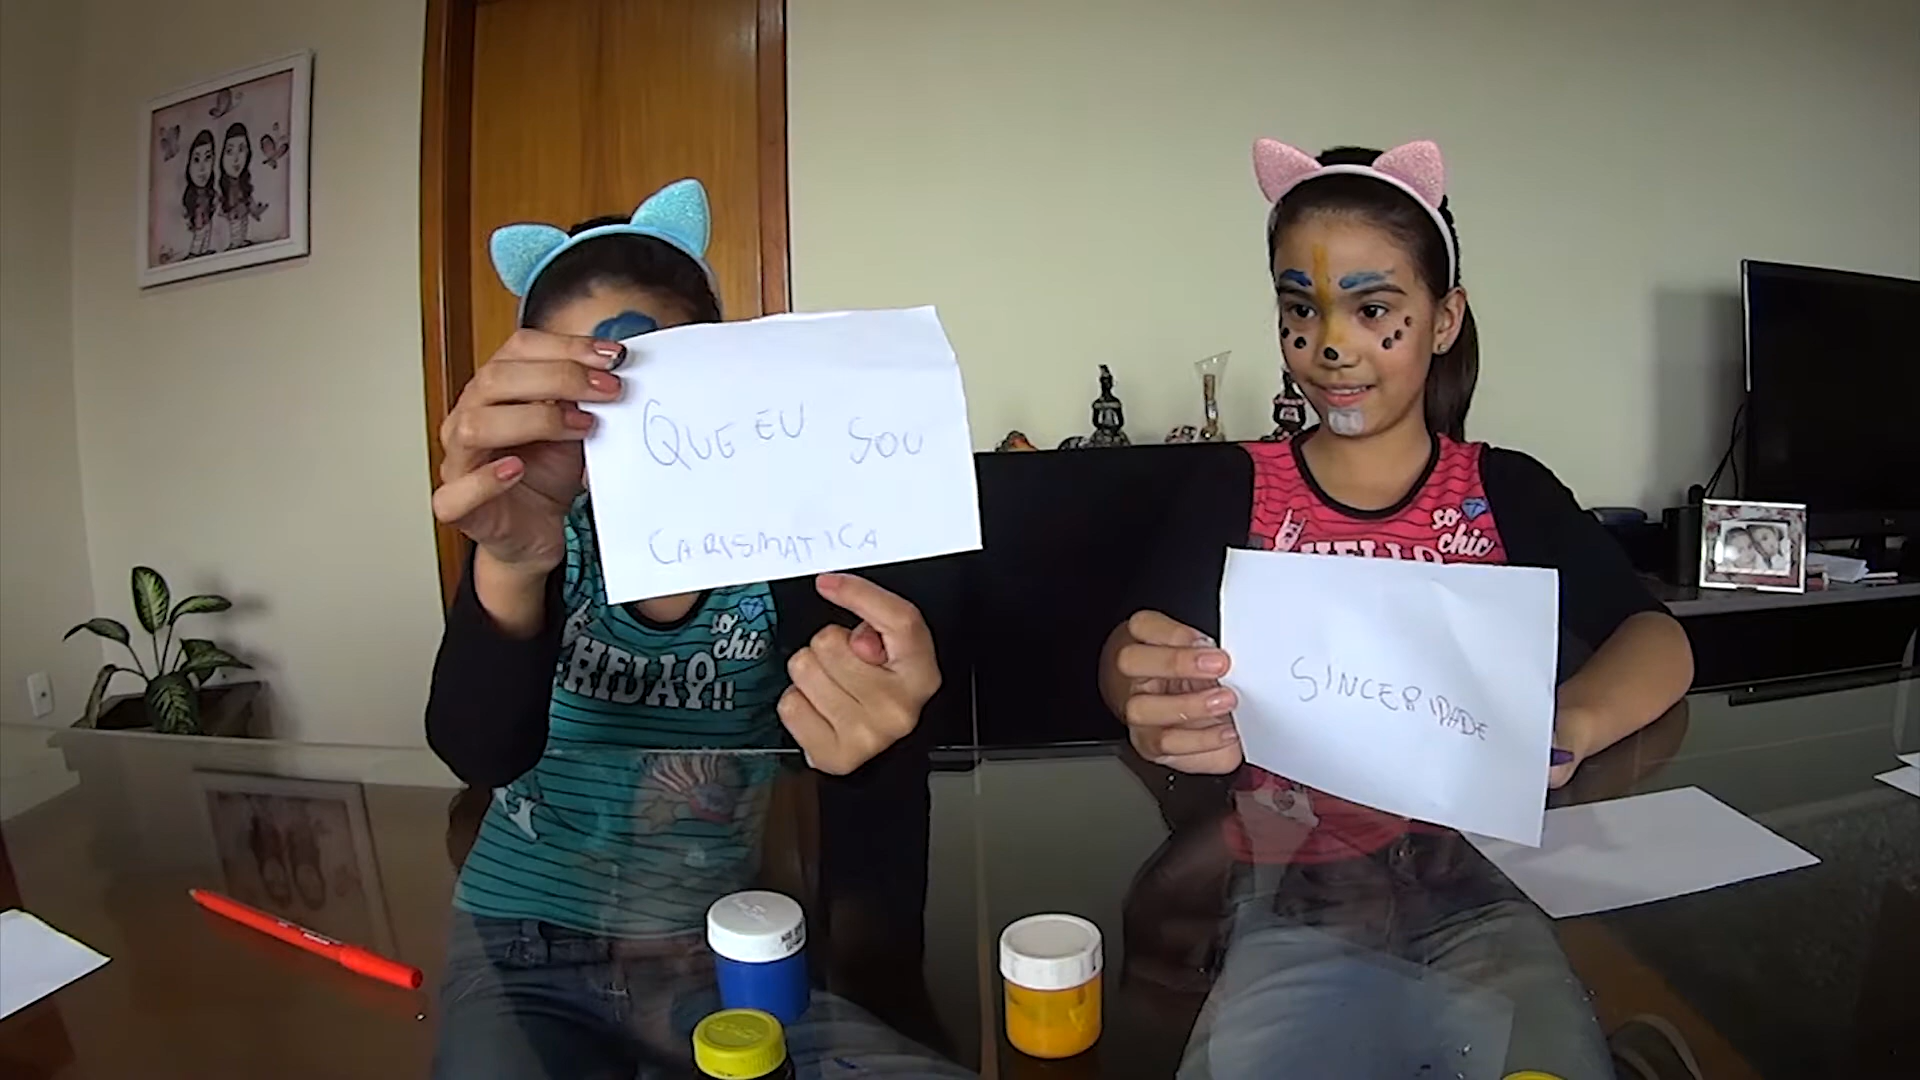 QUE EU SOU
CARISMATICA
SINCERIDADE
so
chic
HELLO
FRIDAY!!
so
chic
HELLO